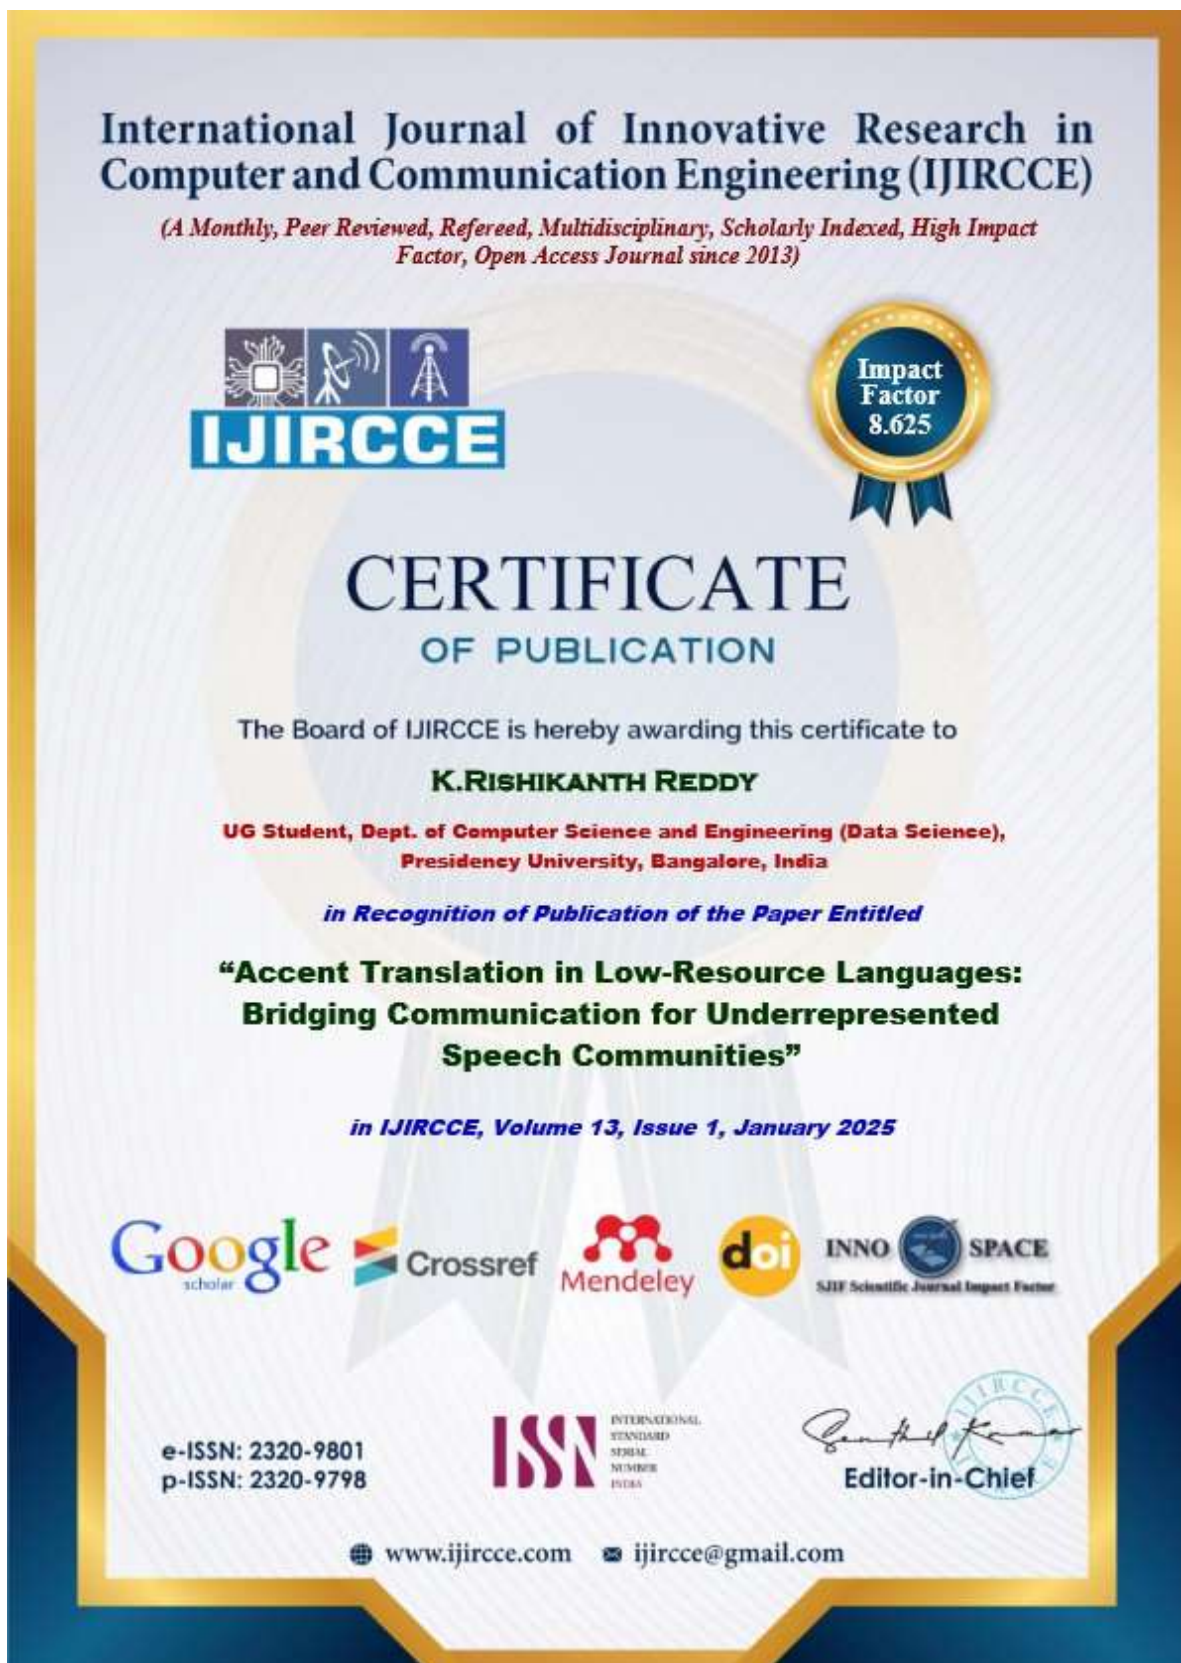 International Journal of Innovative Research in
Computer and Communication Engineering (IJIRCCE)
(A Monthly, Peer Reviewed, Refereed, Multidisciplinary, Scholarly Indexed, High Impact
Factor, Open Access Journal since 2013)
IJIRCCE
Impact
Factor
8.625
CERTIFICATE
OF PUBLICATION
The Board of IJIRCCE is hereby awarding this certificate to
K.RISHIKANTH REDDY
UG Student, Dept. of Computer Science and Engineering (Data Science),
Presidency University, Bangalore, India
in Recognition of Publication of the Paper Entitled
“Accent Translation in Low-Resource Languages:
Bridging Communication for Underrepresented
Speech Communities”
in IJIRCCE, Volume 13, Issue 1, January 2025
Google
scholar
Crossref
Mendeley
doi
INNO SPACE
SJIF Scientific Journal Impact Factor
e-ISSN: 2320-9801
p-ISSN: 2320-9798
ISSN
INTERNATIONAL
STANDARD
SERIAL
NUMBER
INDIA
IJIRCCE
Senthil Kumar
Editor-in-Chief
www.ijircce.com ijircce@gmail.com